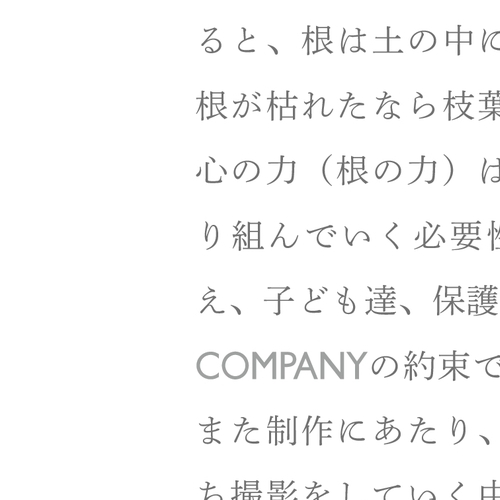 ると、根は土の中に
根が枯れたなら枝葉
心の力（根の力）は
り組んでいく必要性
え、子ども達、保護
COMPANYの約束で
また制作にあたり、
ち撮影をしていく中